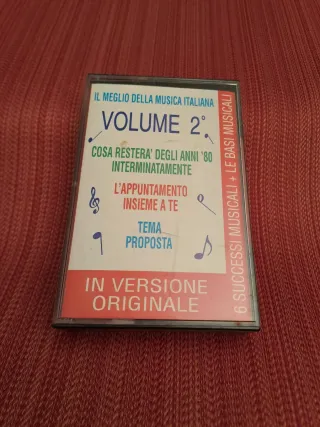 IL MEGLIO DELLA MUSICA ITALIANA
VOLUME 2°
COSA RESTERA' DEGLI ANNI '80
INTERMINATAMENTE
L'APPUNTAMENTO
INSIEME A TE
TEMA
PROPOSTA
IN VERSIONE
ORIGINALE
6 SUCCESSI MUSICALI + LE BASI MUSICALI